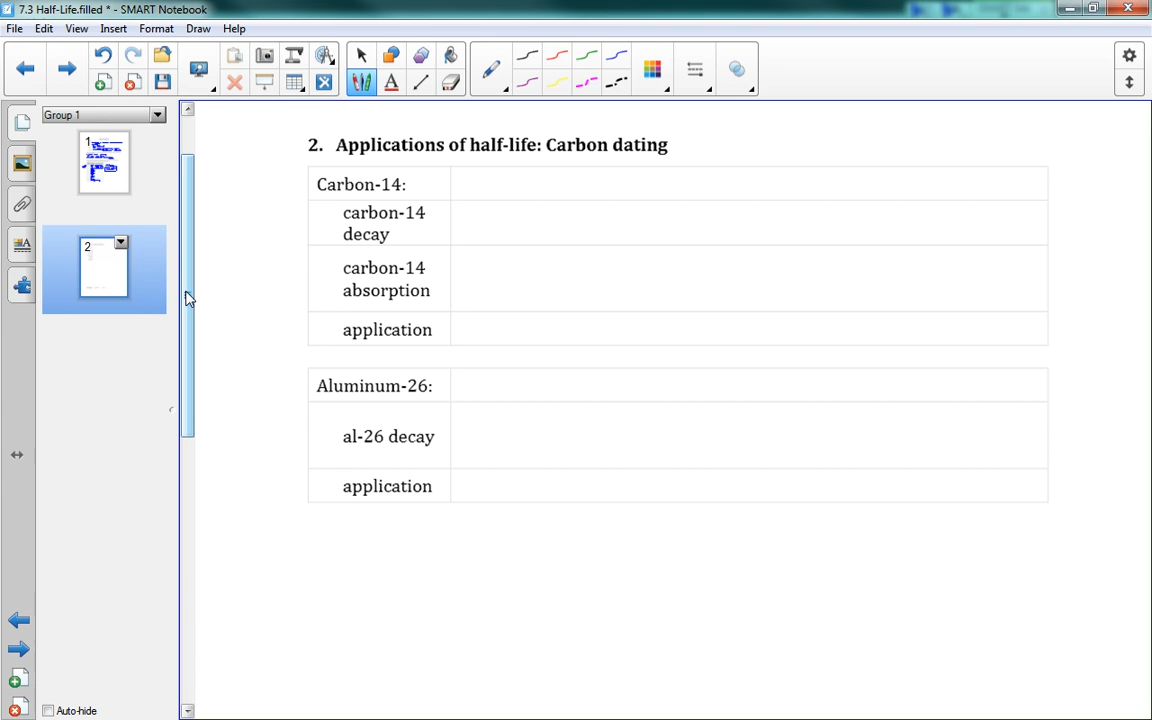 7.3 Half-Life.filled * - SMART Notebook
File Edit View Insert Format Draw Help
Group 1
1
2
2. Applications of half-life: Carbon dating
Carbon-14:
carbon-14
decay
carbon-14
absorption
application
Aluminum-26:
al-26 decay
application
Auto-hide